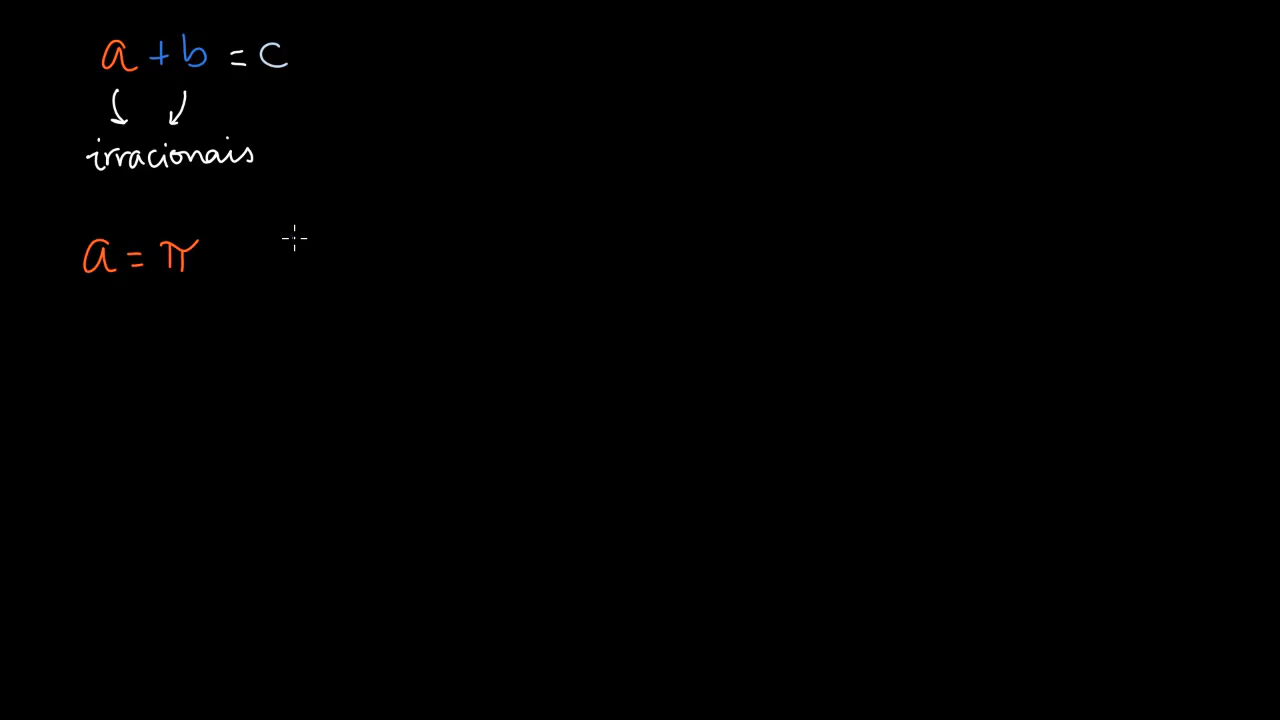 a + b = c
irracionais
a = π